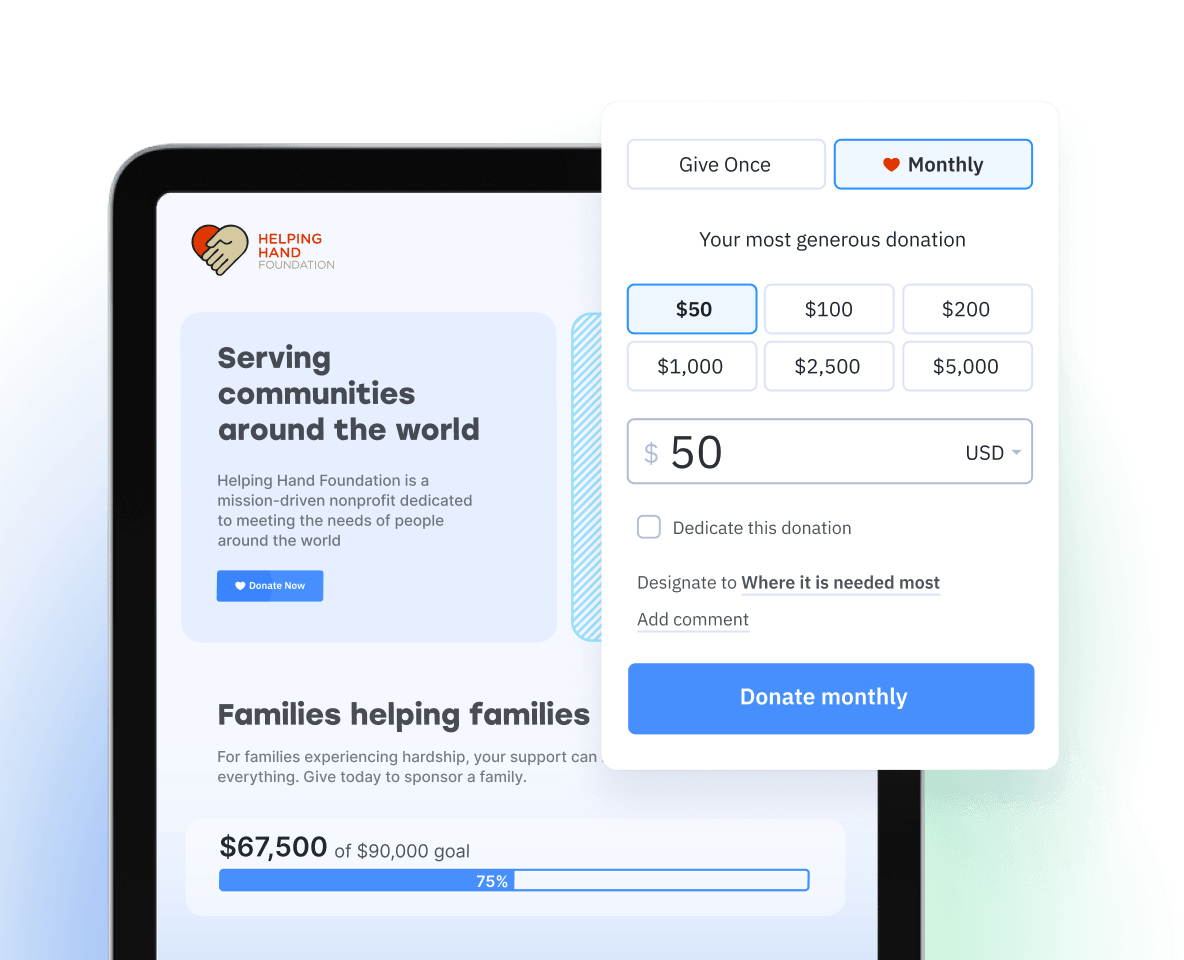 HELPING
HAND
FOUNDATION
Serving
communities
around the world
Helping Hand Foundation is a
mission-driven nonprofit dedicated
to meeting the needs of people
around the world
Donate Now
Families helping families
For families experiencing hardship, your support can
everything. Give today to sponsor a family.
$67,500 of $90,000 goal
75%
Give Once
Monthly
Your most generous donation
$50 $100 $200
$1,000 $2,500 $5,000
$ 50 USD
Dedicate this donation
Designate to Where it is needed most
Add comment
Donate monthly